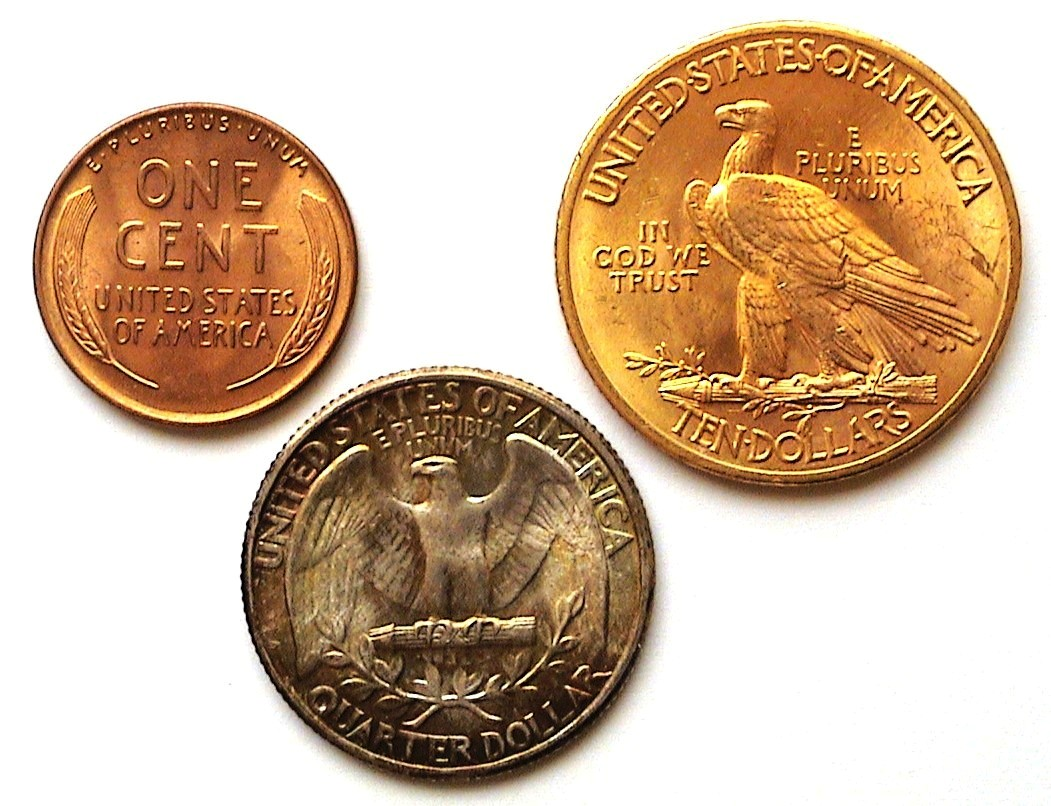 E·PLURIBUS·UNUM
ONE
CENT
UNITED STATES
OF AMERICA
UNITED·STATES·OF·AMERICA
E
PLURIBUS
UNUM
IN
GOD WE
TRUST
TEN·DOLLARS
UNITED STATES OF AMERICA
E PLURIBUS
UNUM
QUARTER DOLLAR